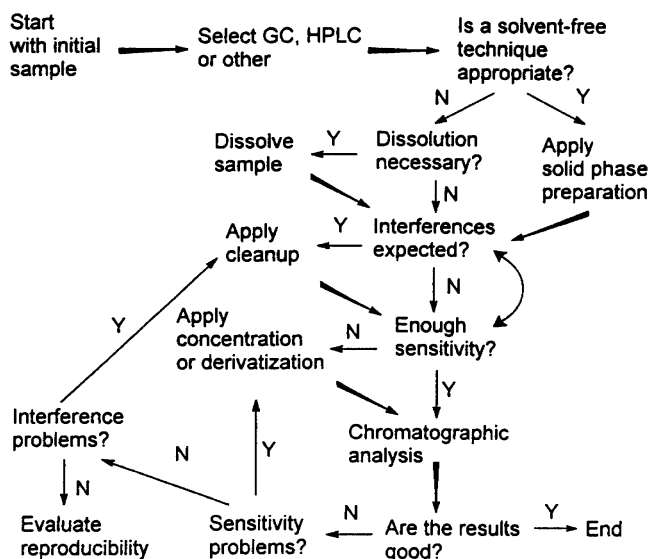 Start
with initial
sample
Select GC, HPLC
or other
Is a solvent-free
technique
appropriate?
N
Y
Dissolve
sample
Y
Dissolution
necessary?
Apply
solid phase
preparation
N
Apply
cleanup
Y
Interferences
expected?
N
Y
Apply
concentration
or derivatization
N
Enough
sensitivity?
Y
Interference
problems?
Chromatographic
analysis
N
Y
N
Evaluate
reproducibility
Sensitivity
problems?
N
Are the results
good?
Y
End